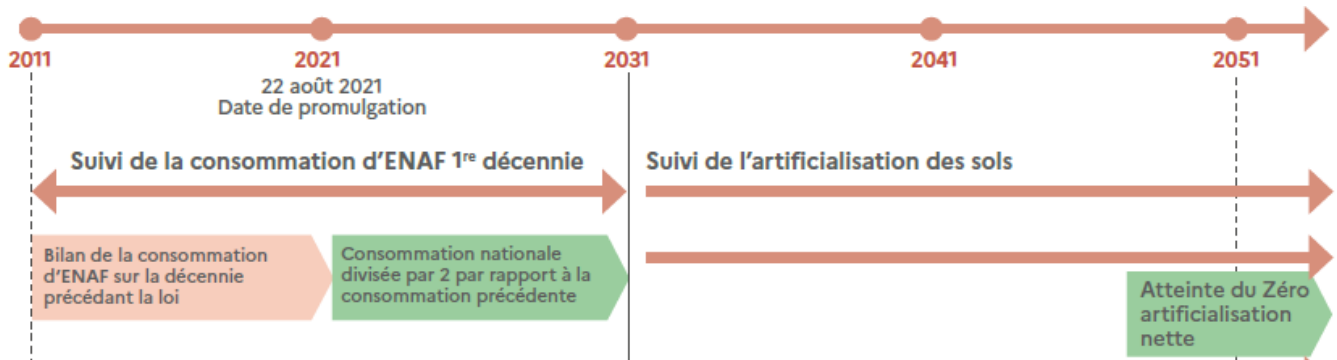 2011
2021
2031
2041
2051
22 août 2021
Date de promulgation
Suivi de la consommation d'ENAF 1re décennie
Suivi de l'artificialisation des sols
Bilan de la consommation
d'ENAF sur la décennie
précédant la loi
Consommation nationale
divisée par 2 par rapport à la
consommation précédente
Atteinte du Zéro
artificialisation
nette